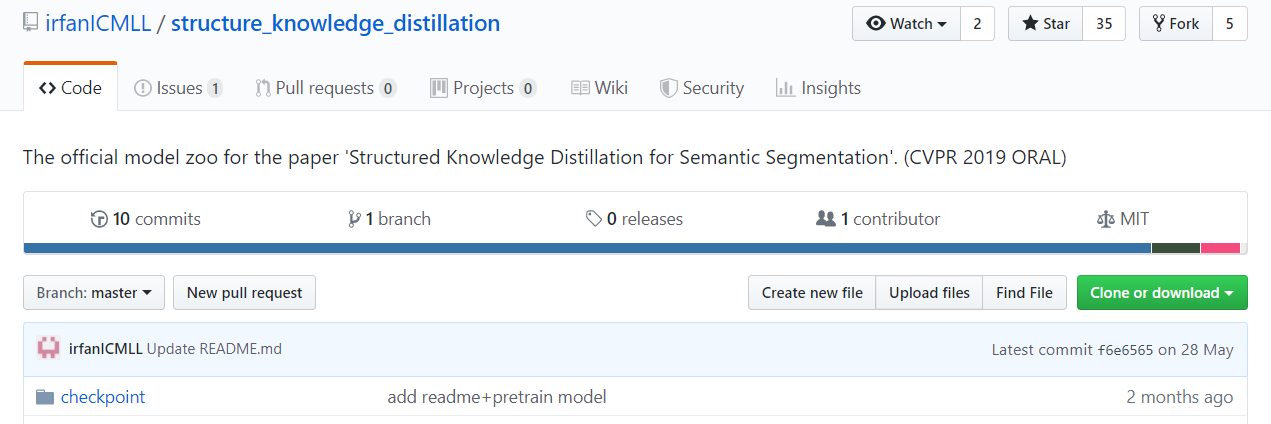 irfanICMLL / structure_knowledge_distillation Watch 2 Star 35 Fork 5
Code Issues 1 Pull requests 0 Projects 0 Wiki Security Insights
The official model zoo for the paper 'Structured Knowledge Distillation for Semantic Segmentation'. (CVPR 2019 ORAL)
10 commits 1 branch 0 releases 1 contributor MIT
Branch: master New pull request Create new file Upload files Find File Clone or download
irfanICMLL Update README.md Latest commit f6e6565 on 28 May
checkpoint add readme+pretrain model 2 months ago